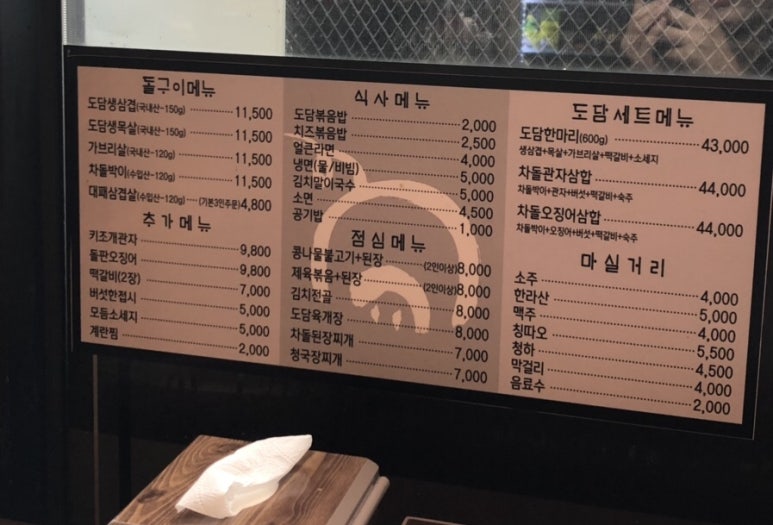 돌구이메뉴
도담생삼겹(국내산-150g) 11,500
도담생목살(국내산-150g) 11,500
가브리살(국내산-120g) 11,500
차돌박이(수입산-120g) 11,500
대패삼겹살(수입산-120g) (기본3인주문) 4,800
추가메뉴
키조개관자 9,800
돌판오징어 9,800
떡갈비(2장) 7,000
버섯한접시 5,000
모듬소세지 5,000
계란찜 2,000
식사메뉴
도담볶음밥 2,000
치즈볶음밥 2,500
얼큰라면 4,000
냉면(물/비빔) 5,000
김치말이국수 5,000
소면 4,500
공기밥 1,000
점심메뉴
콩나물불고기+된장 (2인이상) 8,000
제육볶음+된장 (2인이상) 8,000
김치전골 8,000
도담육개장 8,000
차돌된장찌개 7,000
청국장찌개 7,000
도담세트메뉴
도담한마리(600g) 43,000
생삼겹+목살+가브리살+떡갈비+소세지
차돌관자삼합 44,000
차돌박이+관자+버섯+떡갈비+숙주
차돌오징어삼합 44,000
차돌박이+오징어+버섯+떡갈비+숙주
마실거리
소주 4,000
한라산 5,000
맥주 4,000
칭따오 5,500
청하 4,500
막걸리 4,000
음료수 2,000